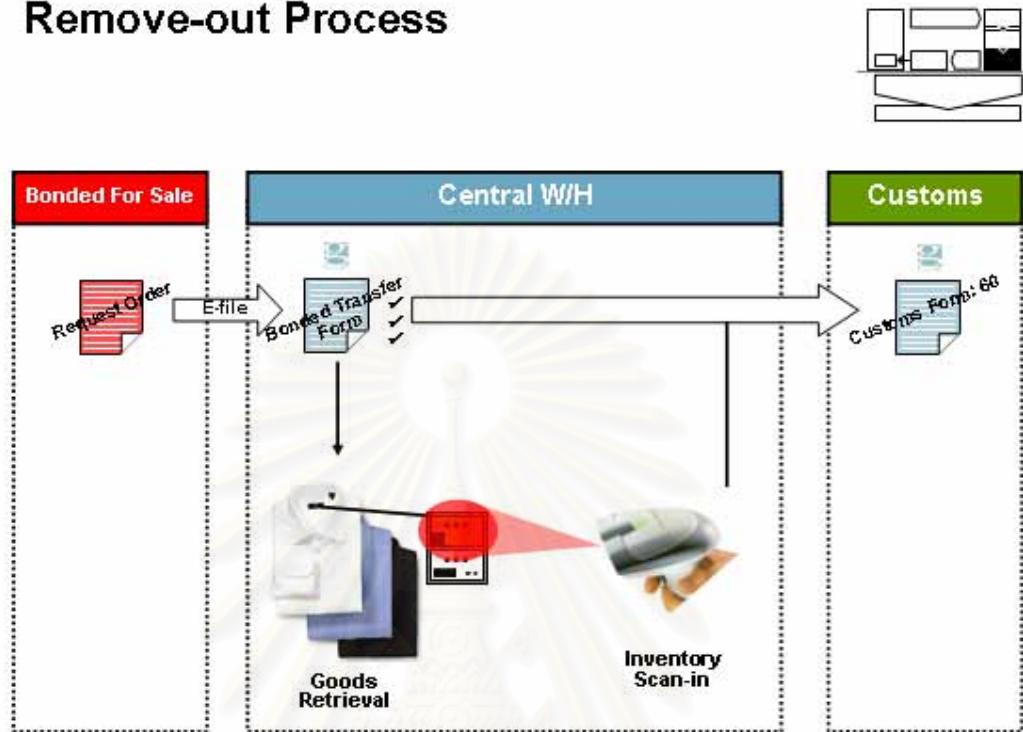 Remove-out Process
Bonded For Sale
Central W/H
Customs
Request Order
E-file
Bonded Transfer
Form
Customs Form: 60
Goods
Retrieval
Inventory
Scan-in